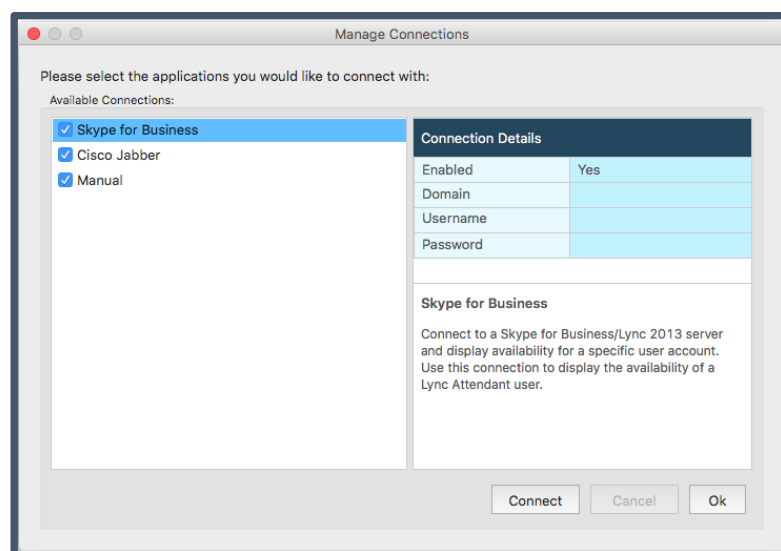 Manage Connections
Please select the applications you would like to connect with:
Available Connections:
Skype for Business
Cisco Jabber
Manual
Connection Details
Enabled Yes
Domain
Username
Password
Skype for Business
Connect to a Skype for Business/Lync 2013 server
and display availability for a specific user account.
Use this connection to display the availability of a
Lync Attendant user.
Connect Cancel Ok